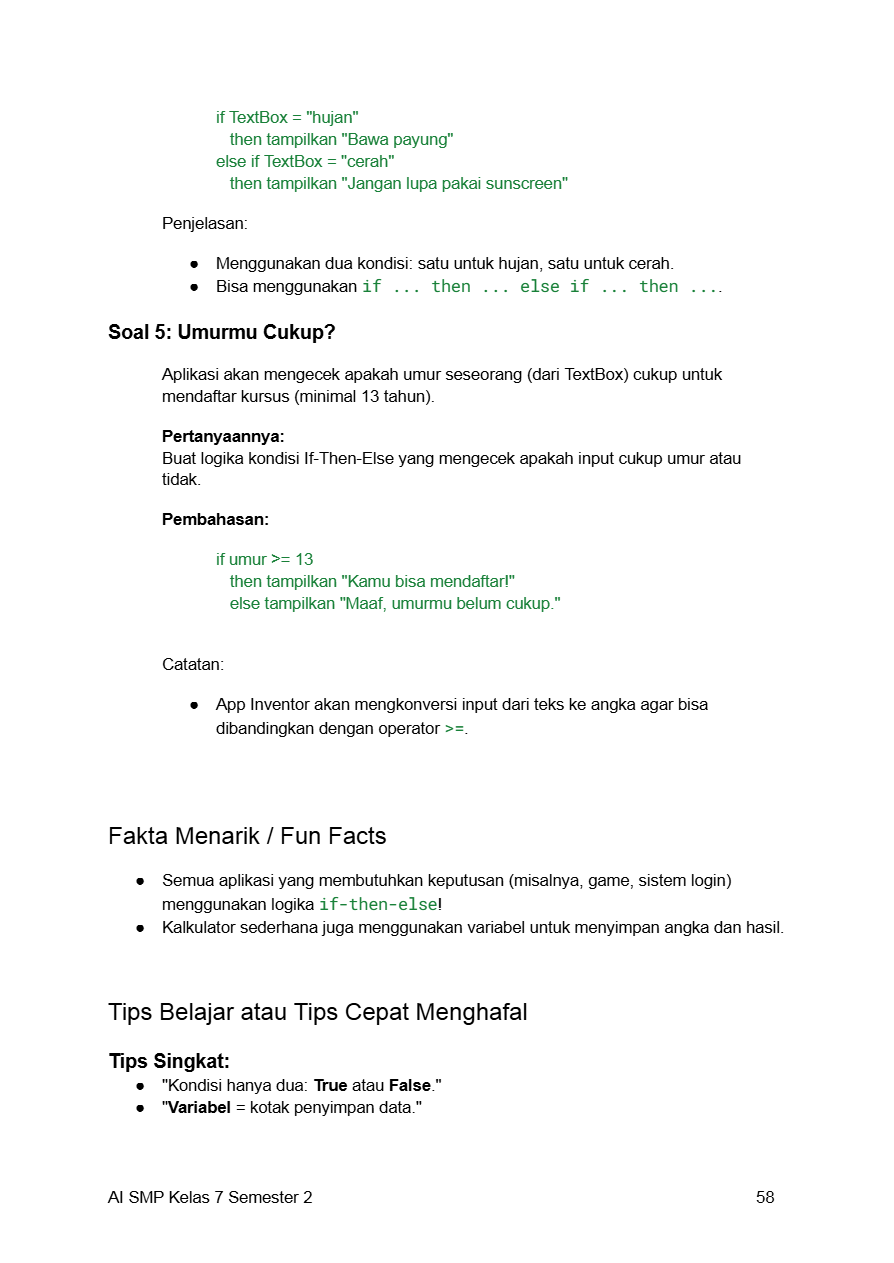 if TextBox = "hujan"
then tampilkan "Bawa payung"
else if TextBox = "cerah"
then tampilkan "Jangan lupa pakai sunscreen"
Penjelasan:
● Menggunakan dua kondisi: satu untuk hujan, satu untuk cerah.
● Bisa menggunakan if ... then ... else if ... then ....
Soal 5: Umurmu Cukup?
Aplikasi akan mengecek apakah umur seseorang (dari TextBox) cukup untuk
mendaftar kursus (minimal 13 tahun).
Pertanyaannya:
Buat logika kondisi If-Then-Else yang mengecek apakah input cukup umur atau
tidak.
Pembahasan:
if umur >= 13
then tampilkan "Kamu bisa mendaftar!"
else tampilkan "Maaf, umurmu belum cukup."
Catatan:
● App Inventor akan mengkonversi input dari teks ke angka agar bisa
dibandingkan dengan operator >=.
Fakta Menarik / Fun Facts
● Semua aplikasi yang membutuhkan keputusan (misalnya, game, sistem login)
menggunakan logika if-then-else!
● Kalkulator sederhana juga menggunakan variabel untuk menyimpan angka dan hasil.
Tips Belajar atau Tips Cepat Menghafal
Tips Singkat:
● "Kondisi hanya dua: True atau False."
● "Variabel = kotak penyimpan data."
AI SMP Kelas 7 Semester 2 58